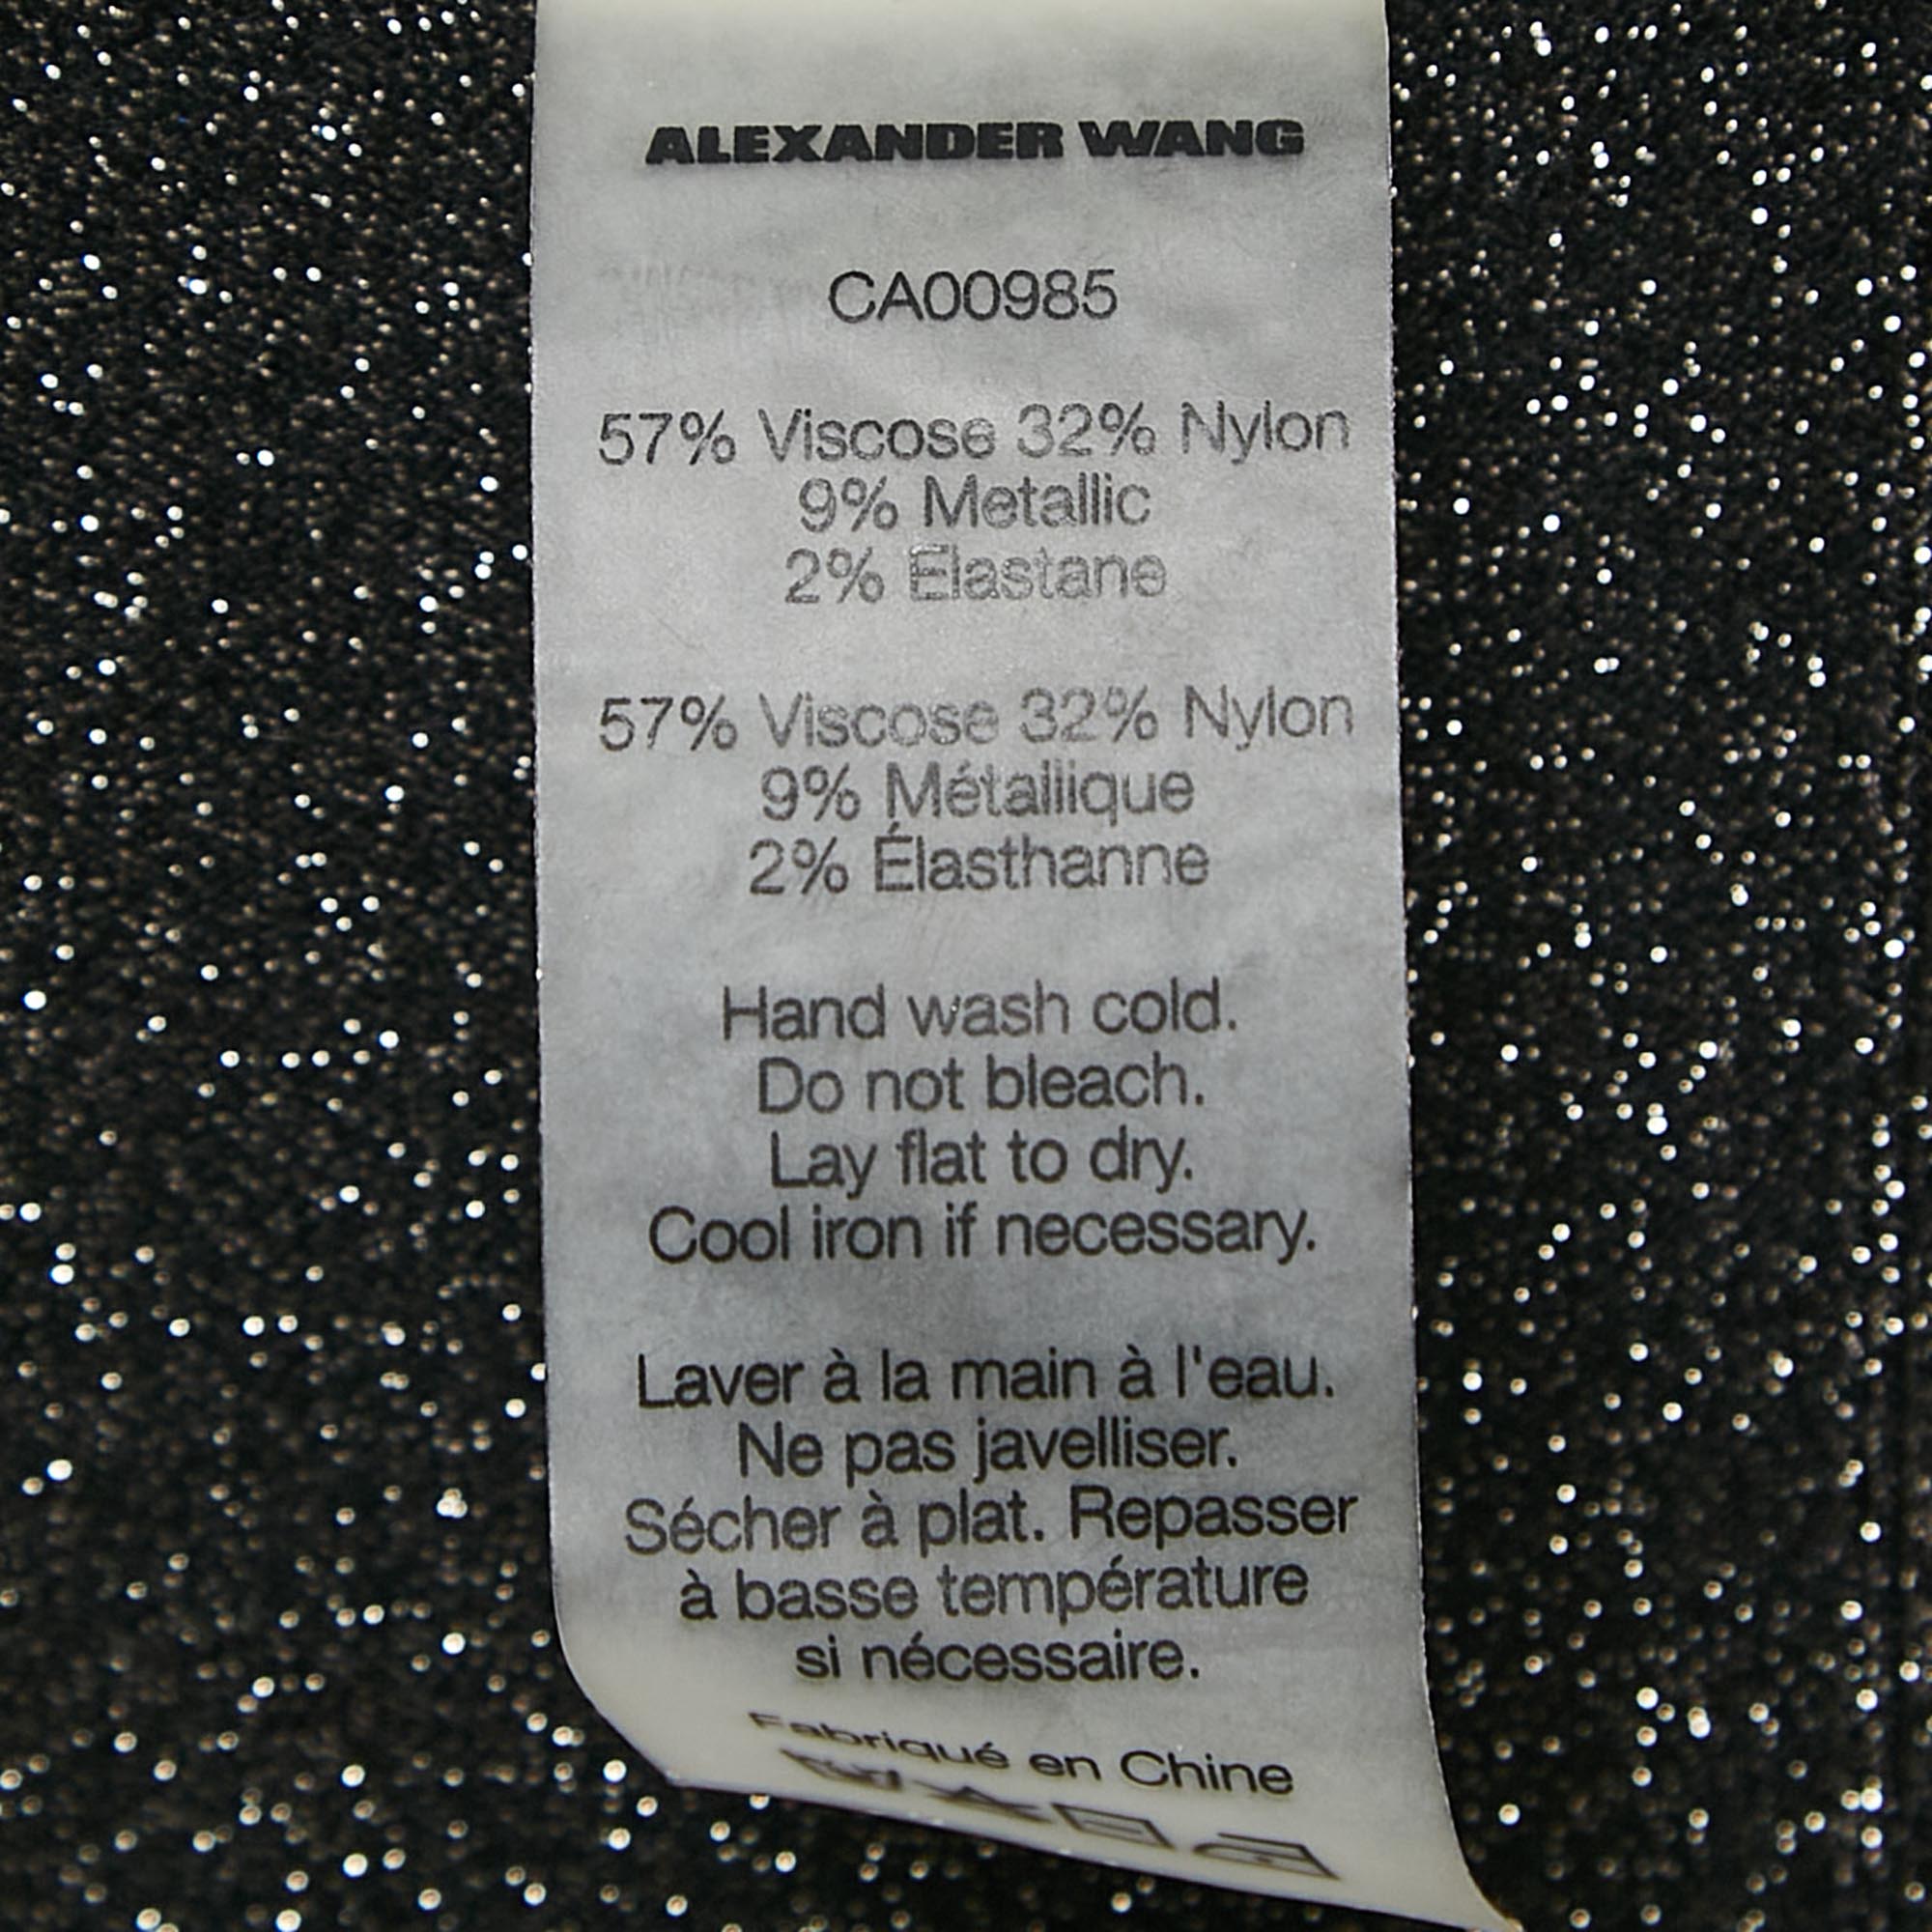 ALEXANDER WANG
CA00985
57% Viscose 32% Nylon
9% Metallic
2% Elastane
57% Viscose 32% Nylon
9% Métallique
2% Élasthanne
Hand wash cold.
Do not bleach.
Lay flat to dry.
Cool iron if necessary.
Laver à la main à l'eau.
Ne pas javelliser.
Sécher à plat. Repasser
à basse température
si nécessaire.
Fabriqué en Chine